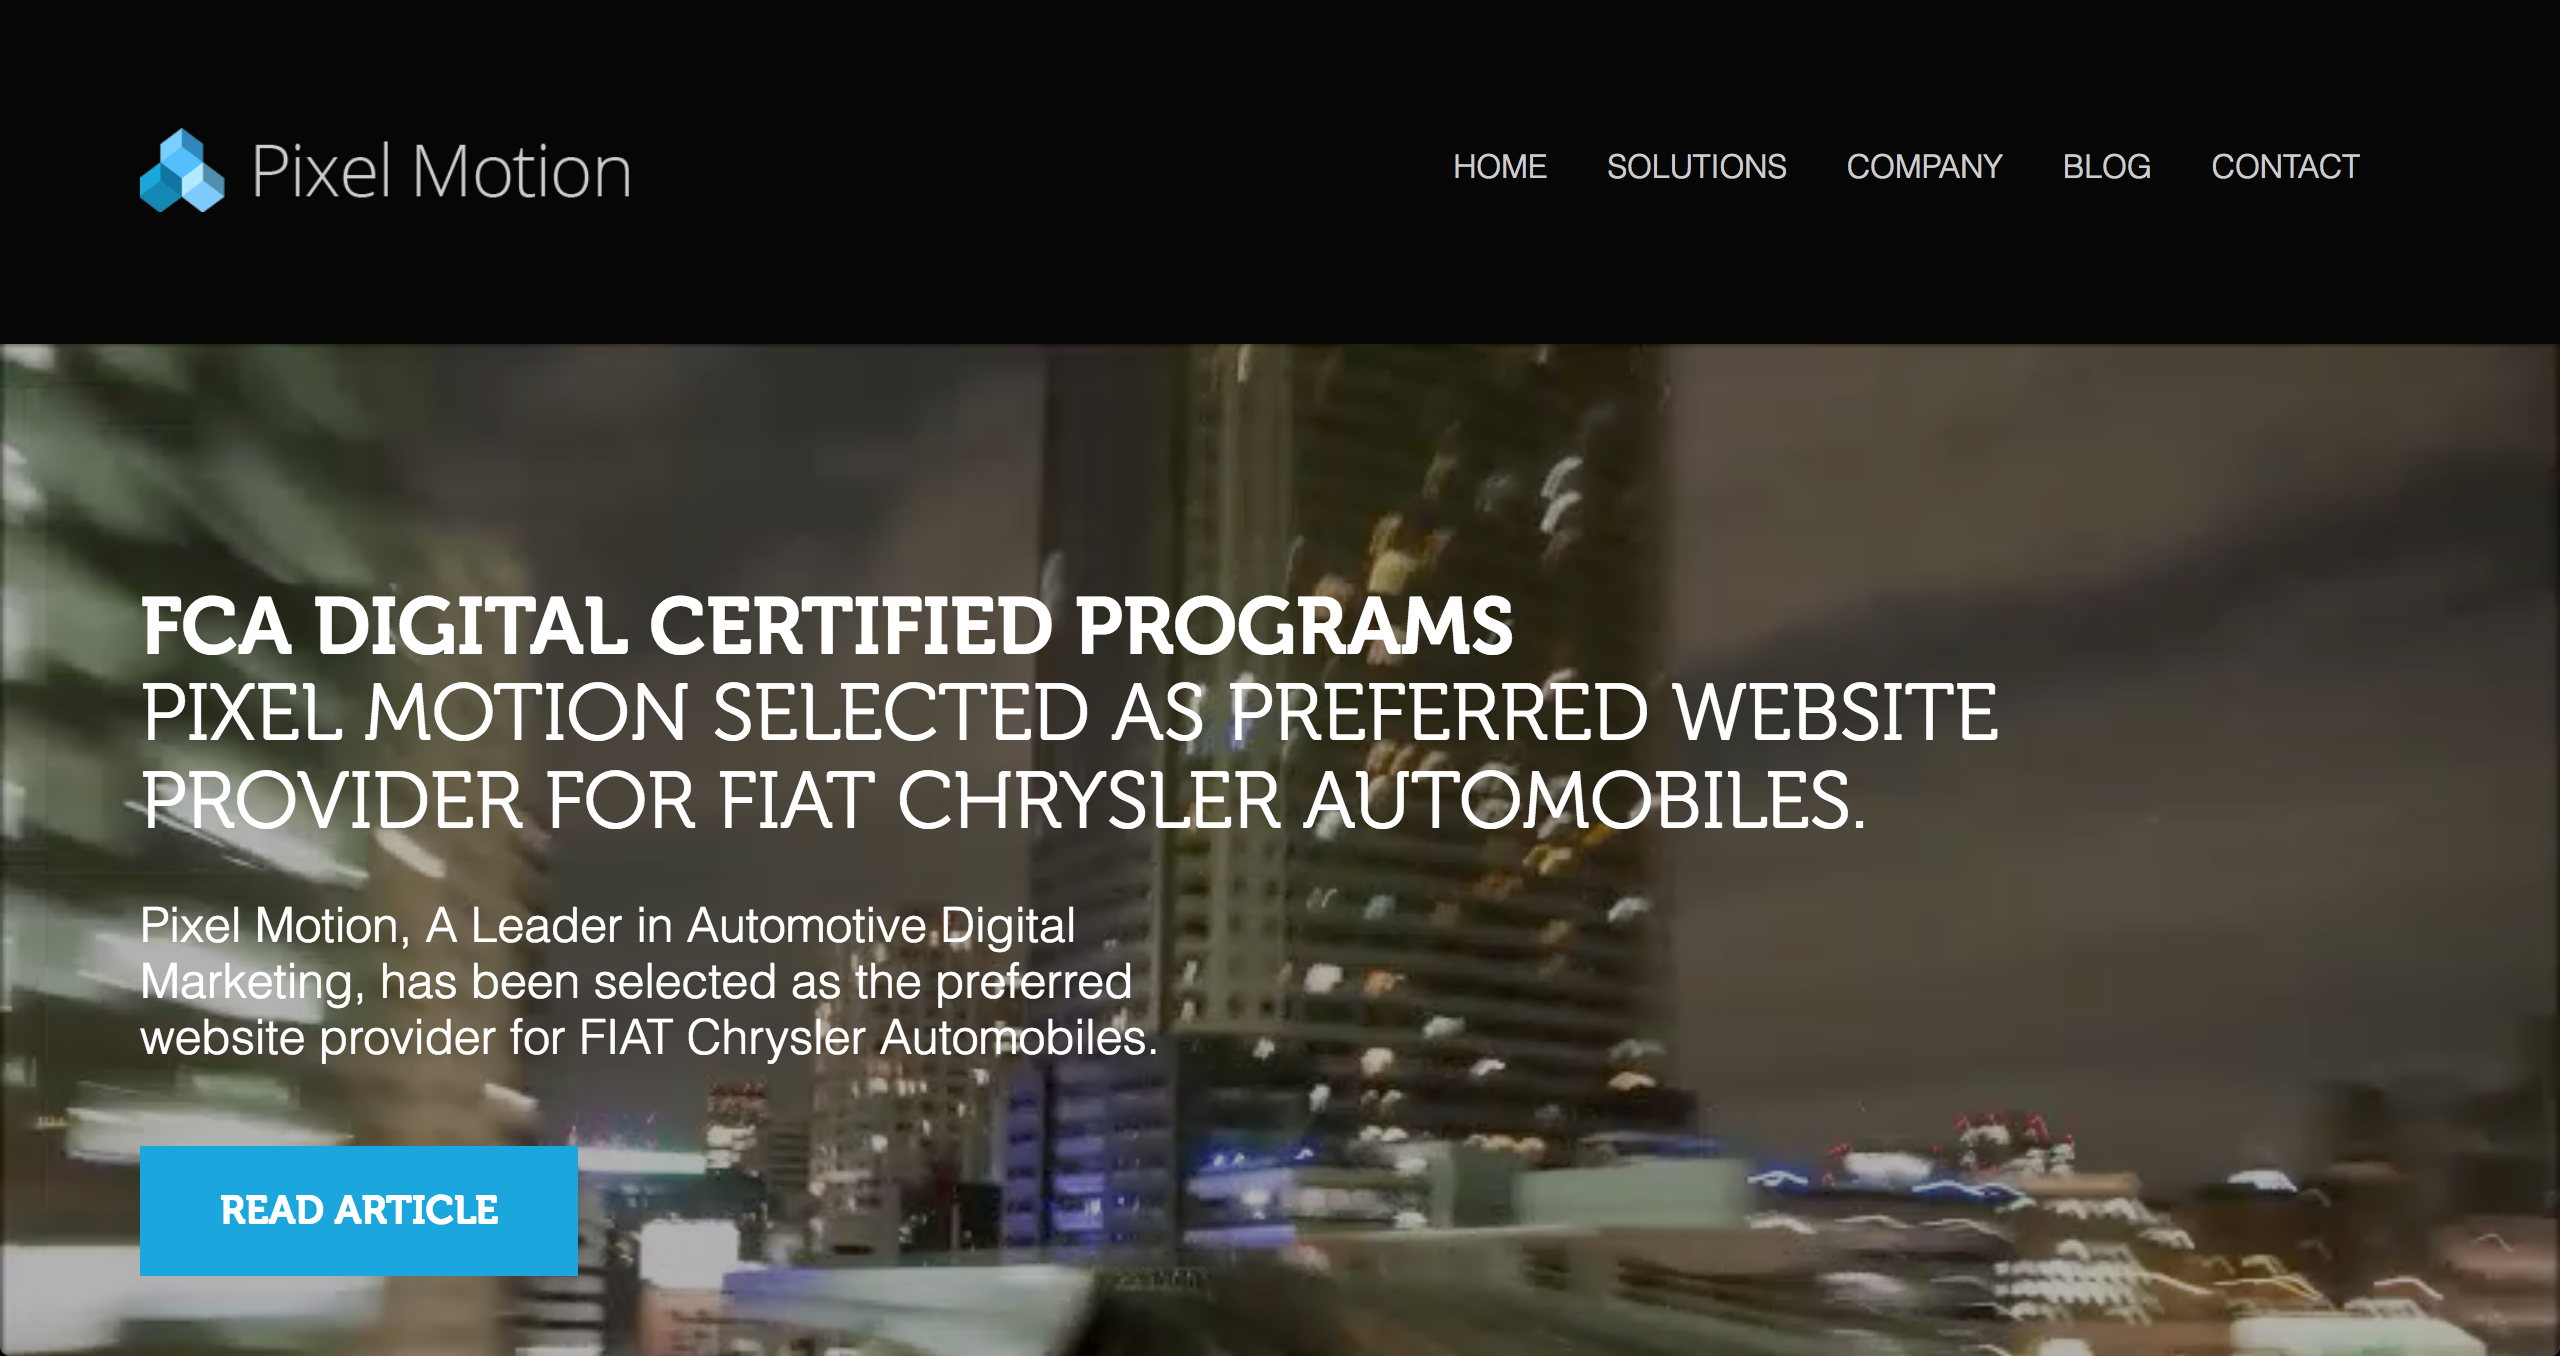 Pixel Motion
HOME SOLUTIONS COMPANY BLOG CONTACT
FCA DIGITAL CERTIFIED PROGRAMS
PIXEL MOTION SELECTED AS PREFERRED WEBSITE
PROVIDER FOR FIAT CHRYSLER AUTOMOBILES.
Pixel Motion, A Leader in Automotive Digital
Marketing, has been selected as the preferred
website provider for FIAT Chrysler Automobiles.
READ ARTICLE